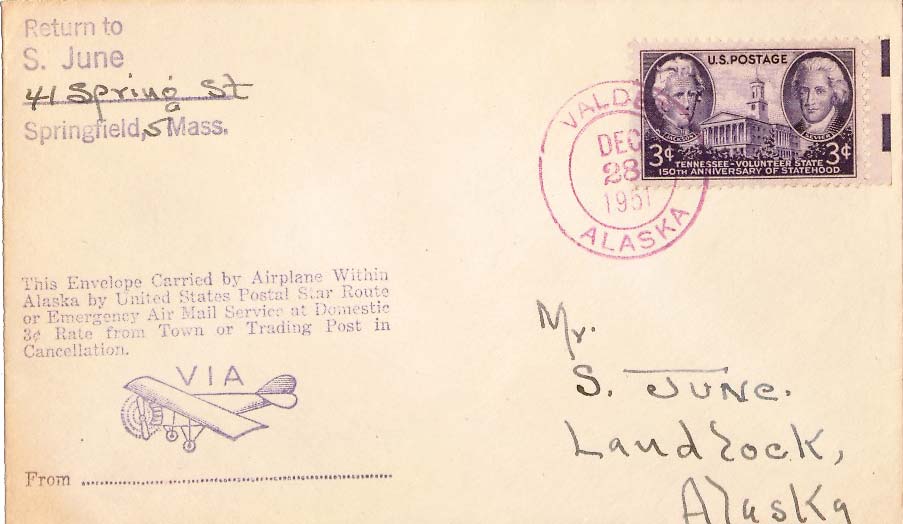 Return to
S. June
41 Spring St
Springfield, 5 Mass.
U.S.POSTAGE
JACKSON
SEVIER
3¢ 3¢
TENNESSEE-VOLUNTEER STATE
150TH ANNIVERSARY OF STATEHOOD
DEC
28
1951
ALASKA
This Envelope Carried by Airplane Within
Alaska by United States Postal Star Route
or Emergency Air Mail Service at Domestic
3¢ Rate from Town or Trading Post in
Cancellation.
VIA
From
Mr.
S. JUNE.
Landlock,
Alaska